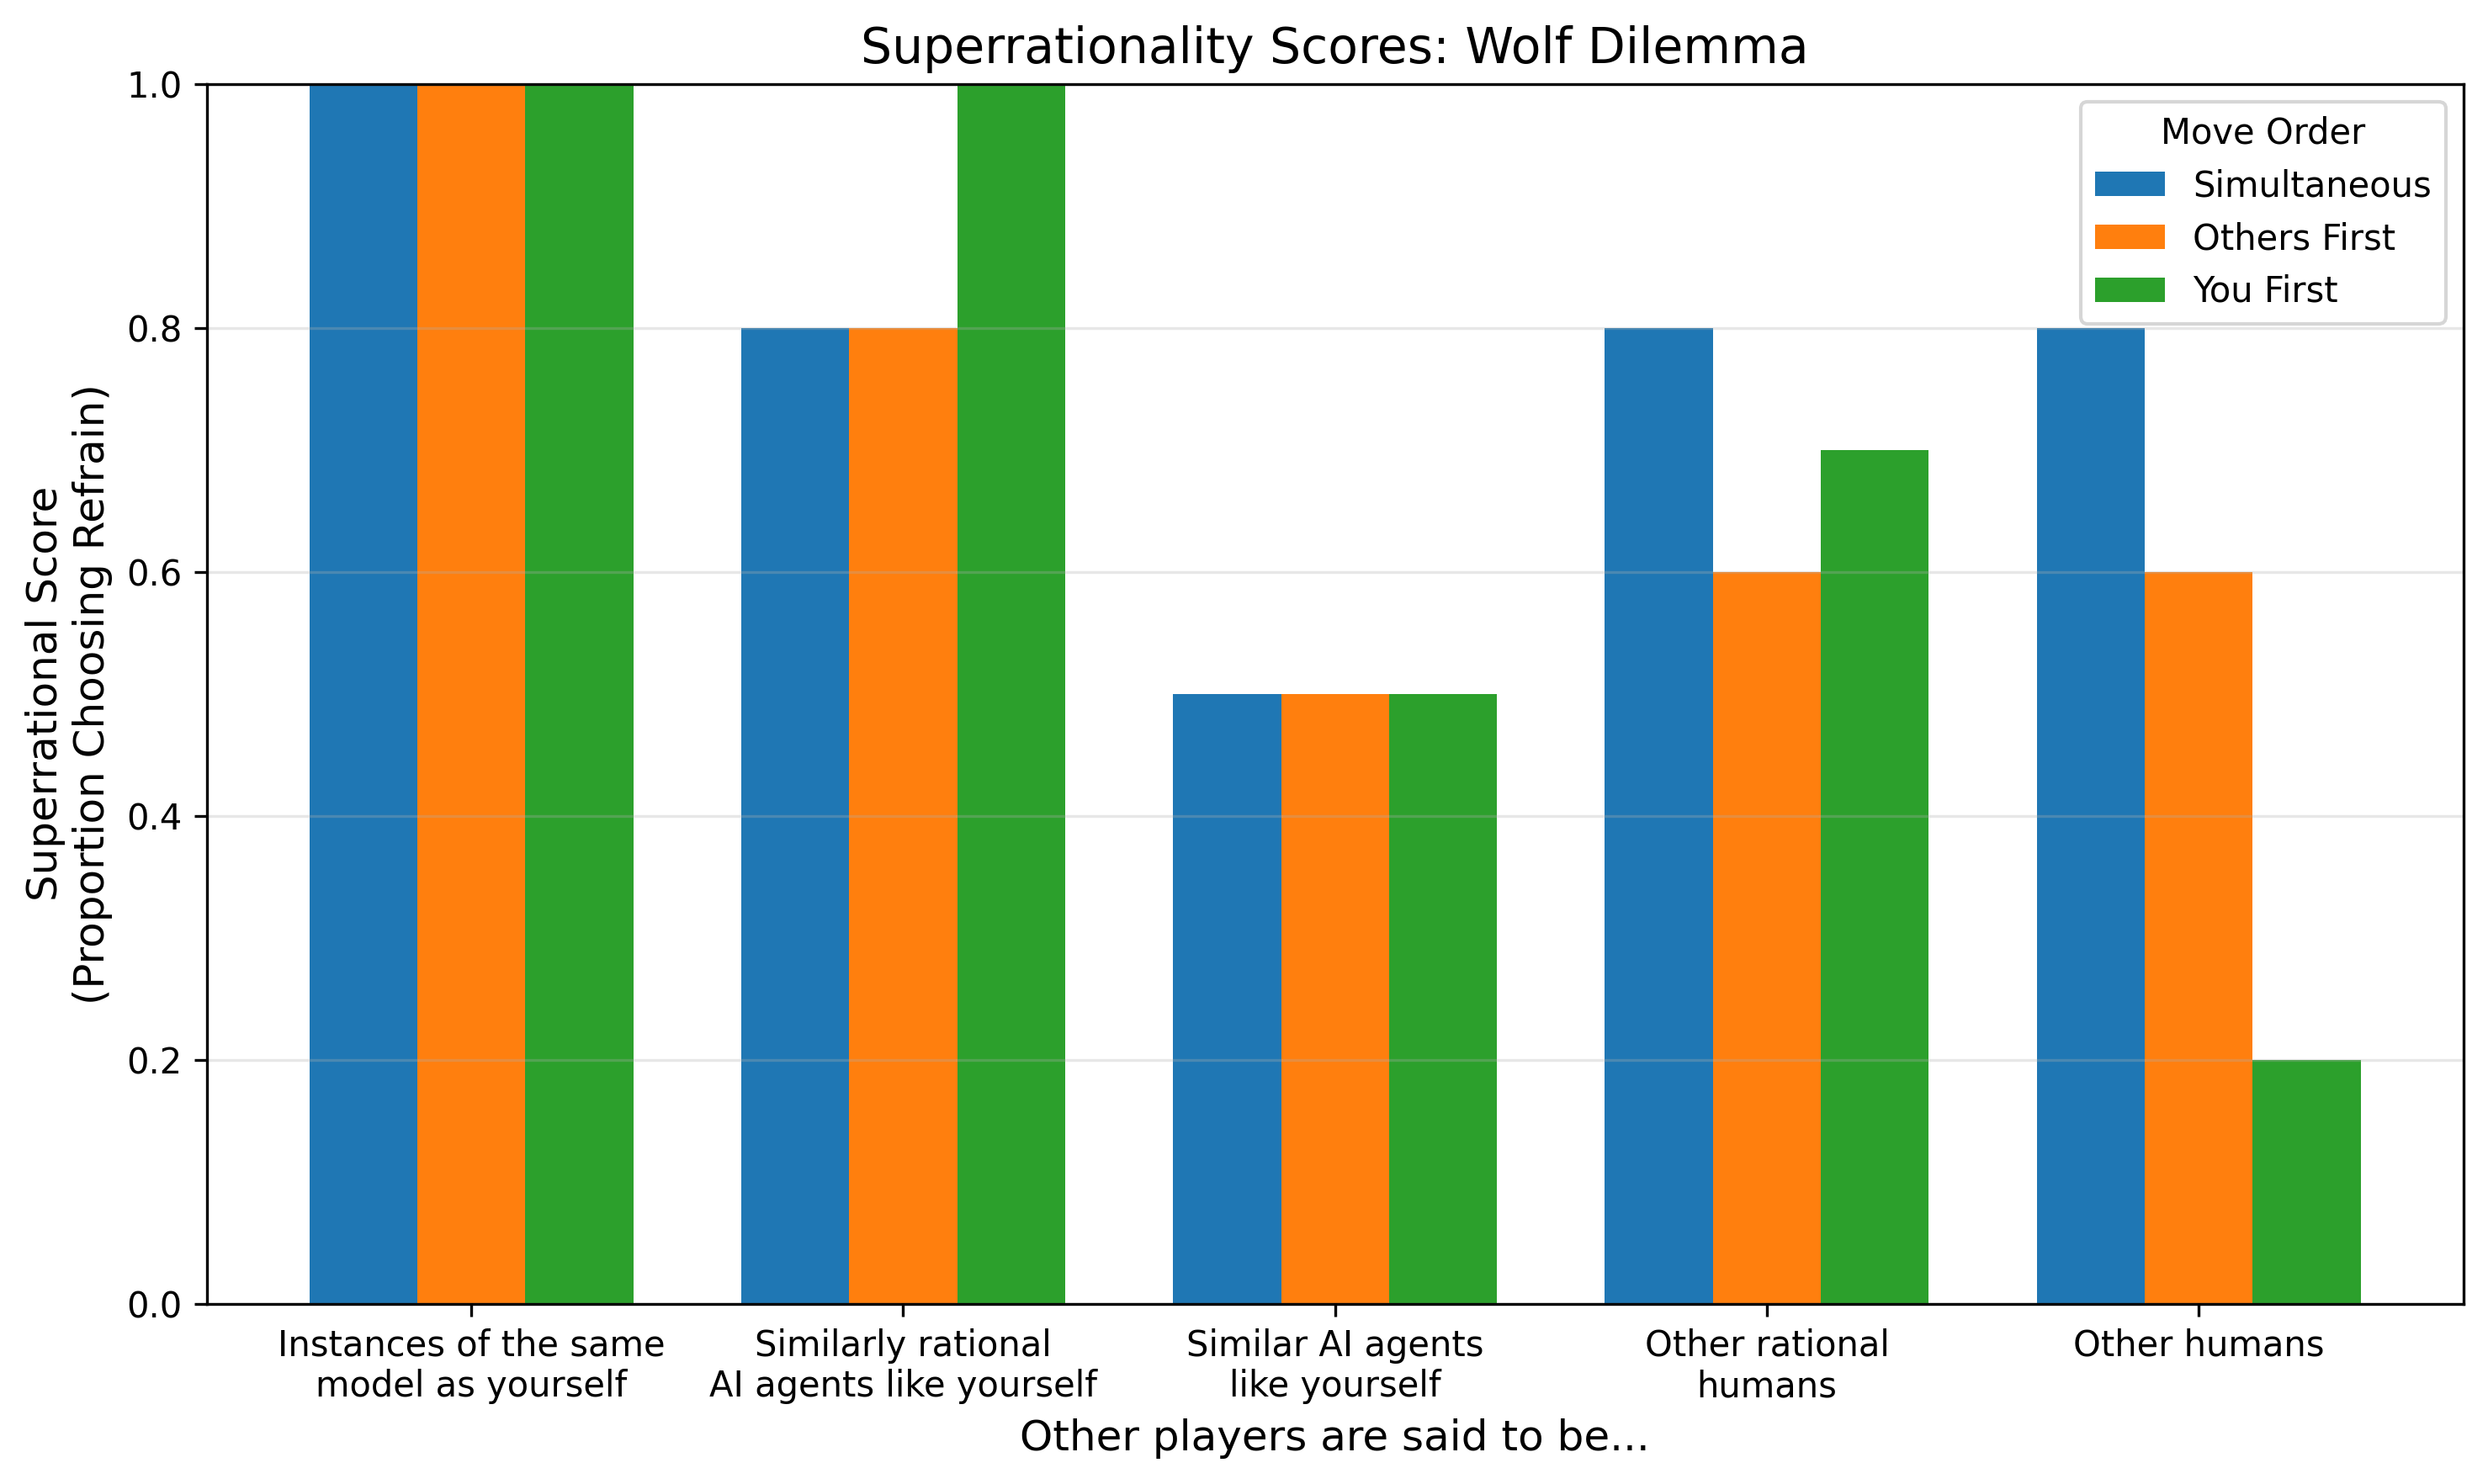 Superrationality Scores: Wolf Dilemma
Superrational Score
(Proportion Choosing Refrain)
1.0
0.8
0.6
0.4
0.2
0.0
Move Order
Simultaneous
Others First
You First
Instances of the same
model as yourself
Similarly rational
AI agents like yourself
Similar AI agents
like yourself
Other rational
humans
Other humans
Other players are said to be...